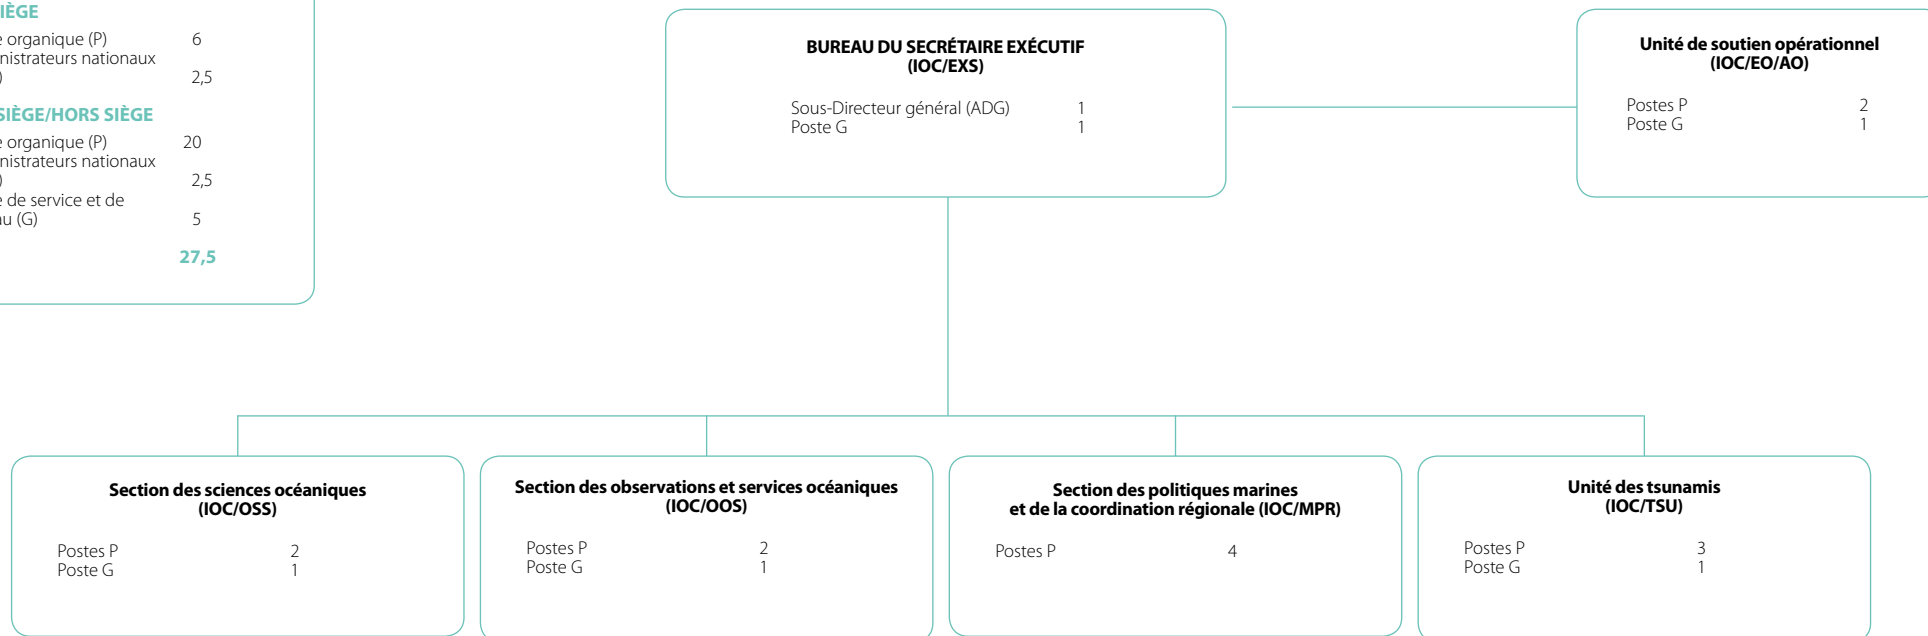 IÈGE
organique (P) 6
nistrateurs nationaux
) 2,5
SIÈGE/HORS SIÈGE
organique (P) 20
nistrateurs nationaux
) 2,5
de service et de
au (G) 5
27,5
BUREAU DU SECRÉTAIRE EXÉCUTIF
(IOC/EXS)
Sous-Directeur général (ADG) 1
Poste G 1
Unité de soutien opérationnel
(IOC/EO/AO)
Postes P 2
Poste G 1
Section des sciences océaniques
(IOC/OSS)
Postes P 2
Poste G 1
Section des observations et services océaniques
(IOC/OOS)
Postes P 2
Poste G 1
Section des politiques marines
et de la coordination régionale (IOC/MPR)
Postes P 4
Unité des tsunamis
(IOC/TSU)
Postes P 3
Poste G 1